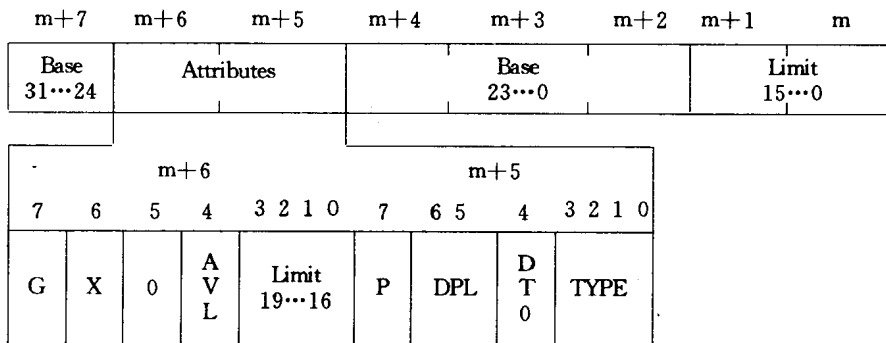 m+7 m+6 m+5 m+4 m+3 m+2 m+1 m
Base Attributes Base Limit
31⋯24 23⋯0 15⋯0
m+6 m+5
7 6 5 4 3 2 1 0 7 6 5 4 3 2 1 0
G X 0 AVL Limit 19⋯16 P DPL DT0 TYPE